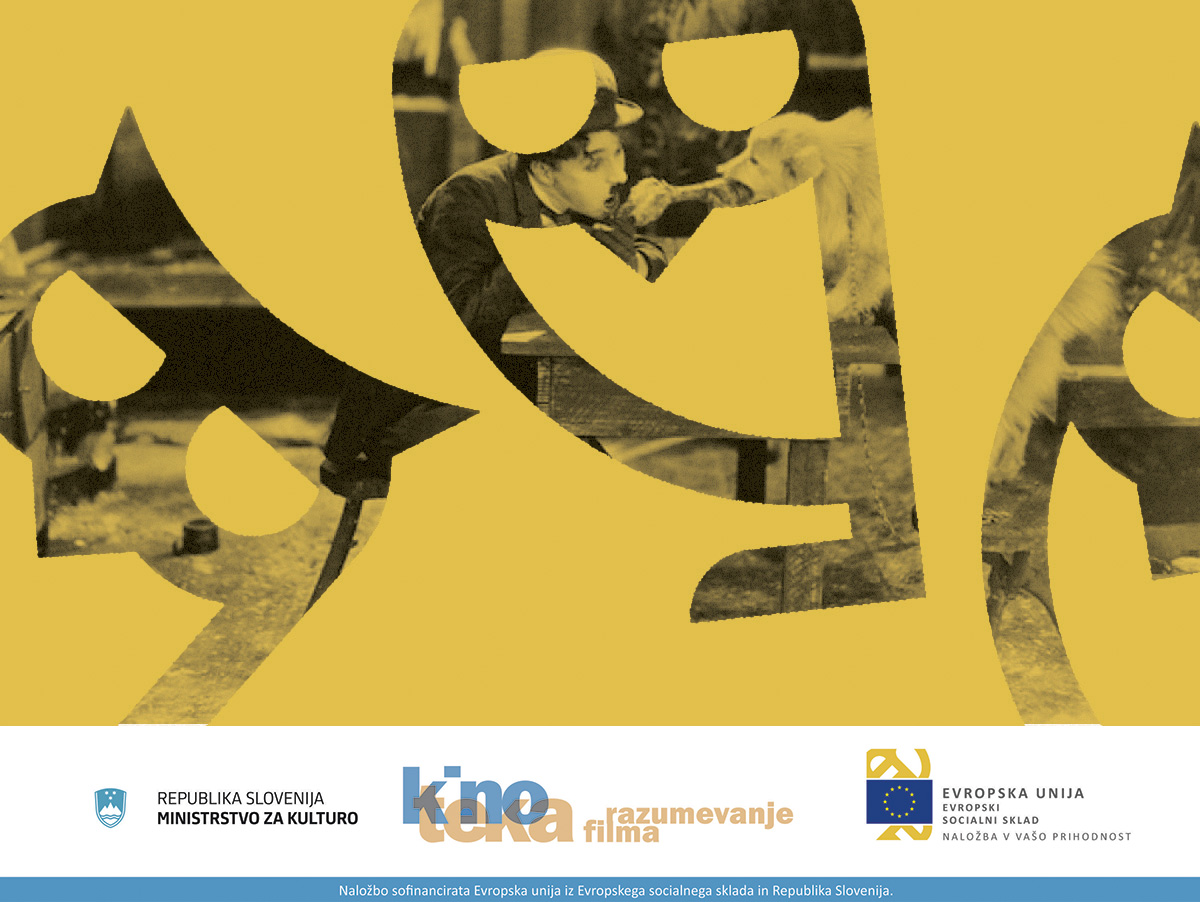 REPUBLIKA SLOVENIJA
MINISTRSTVO ZA KULTURO
kino
teka
razumevanje
filma
EVROPSKA UNIJA
EVROPSKI
SOCIALNI SKLAD
NALOŽBA V VAŠO PRIHODNOST
Naložbo sofinancirata Evropska unija iz Evropskega socialnega sklada in Republika Slovenija.